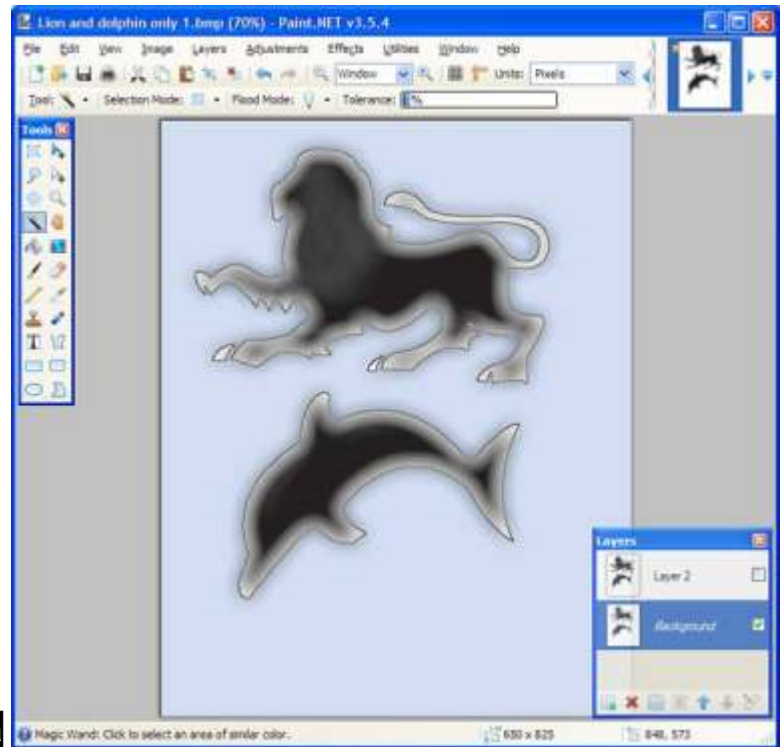 Lion and dolphin only 1.bmp (70%) - Paint.NET v3.5.4
File Edit View Image Layers Adjustments Effects Utilities Window Help
Window Units: Pixels
Tool: Selection Mode: Flood Mode: Tolerance: %
Tools
Layers
Layer 2
Background
Magic Wand: Click to select an area of similar color. 630 x 825 848, 573